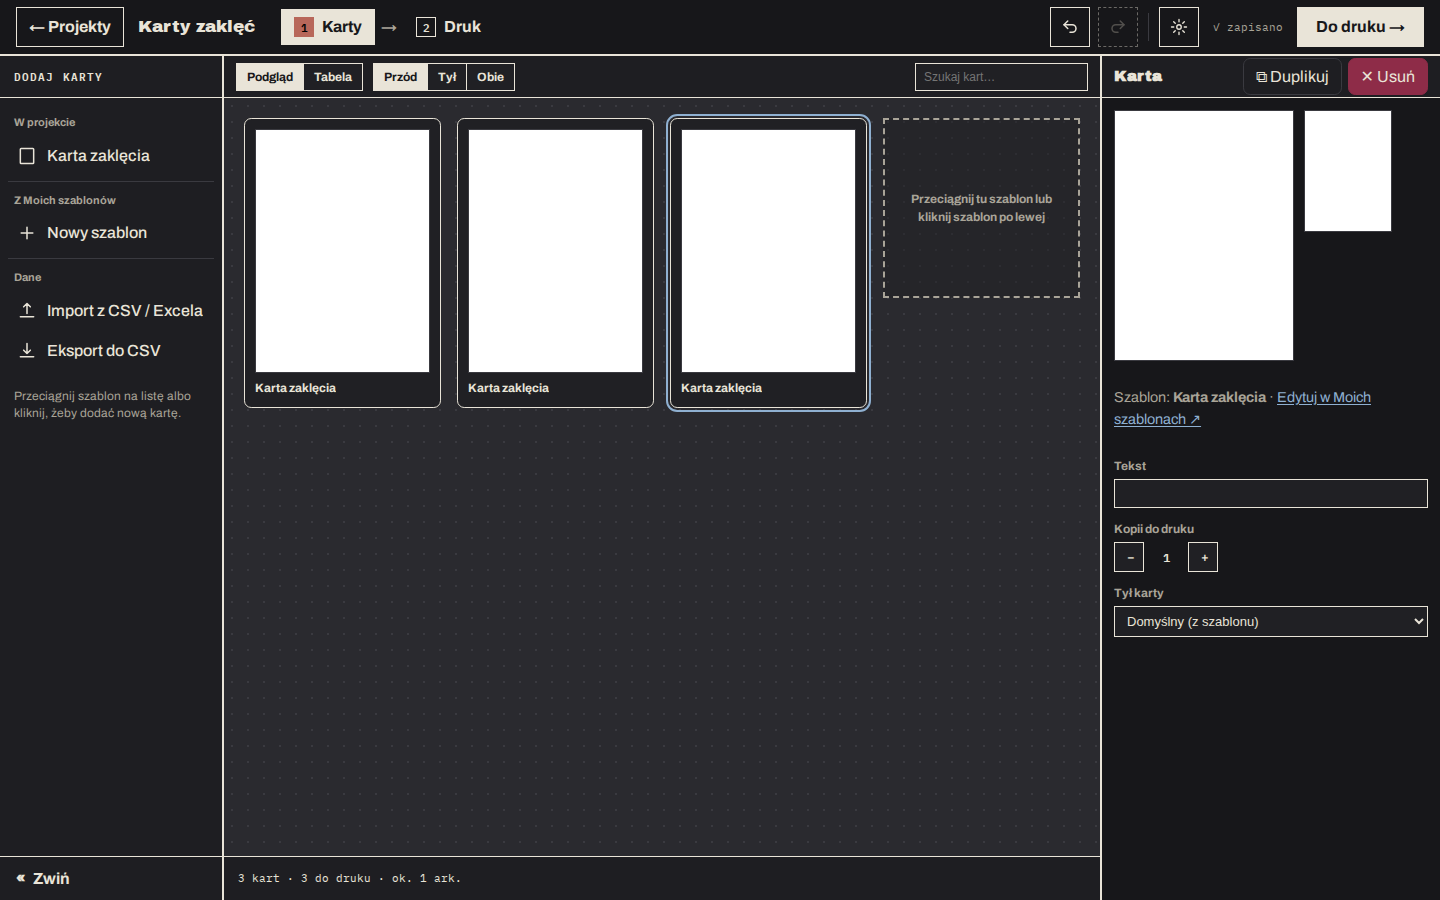 ← Projekty
Karty zaklęć
1 Karty →
2 Druk
√ zapisano
Do druku →
DODAJ KARTY
W projekcie
Karta zaklęcia
Z Moich szablonów
Nowy szablon
Dane
Import z CSV / Excela
Eksport do CSV
Przeciągnij szablon na listę albo
kliknij, żeby dodać nową kartę.
« Zwiń
Podgląd Tabela
Przód Tył Obie
Szukaj kart...
Karta zaklęcia
Karta zaklęcia
Karta zaklęcia
Przeciągnij tu szablon lub
kliknij szablon po lewej
3 kart · 3 do druku · ok. 1 ark.
Karta
Duplikuj
✕ Usuń
Szablon: Karta zaklęcia · Edytuj w Moich
szablonach ↗
Tekst
Kopii do druku
− 1 +
Tył karty
Domyślny (z szablonu)